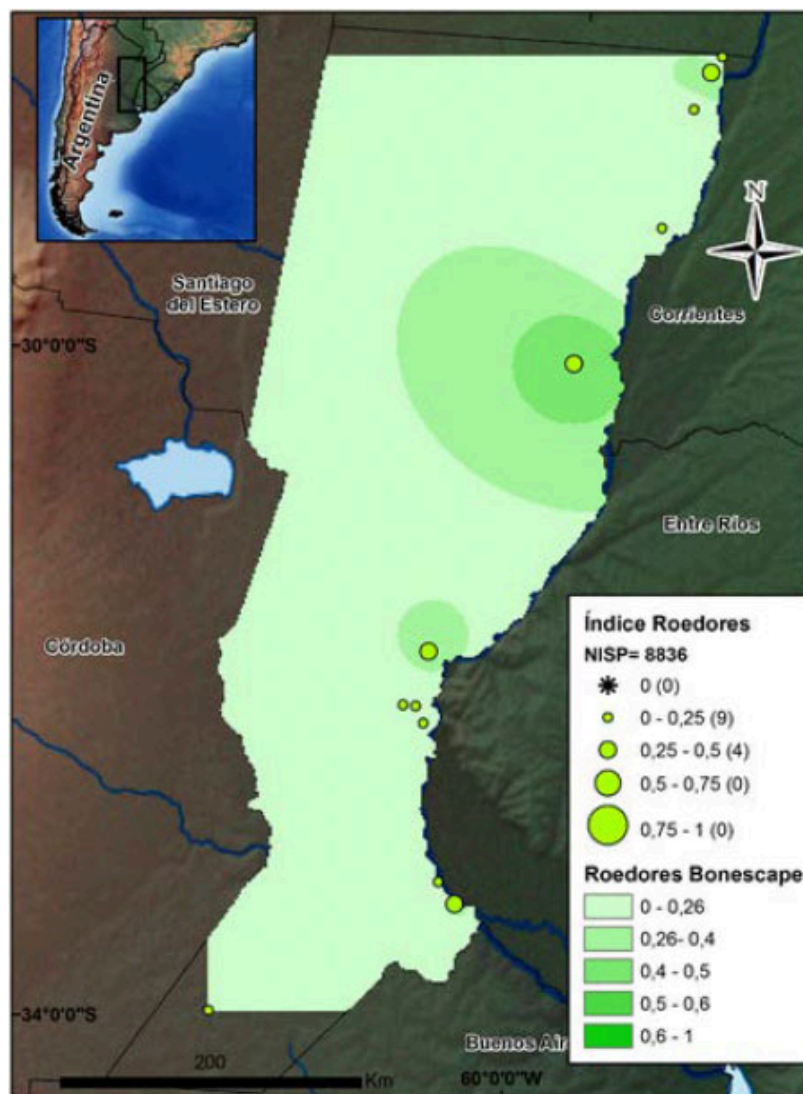 Argentina
N
Santiago
del Estero
Corrientes
30°0'0"S
Entre Ríos
Córdoba
Índice Roedores
NISP= 8836
0 (0)
0 - 0,25 (9)
0,25 - 0,5 (4)
0,5 - 0,75 (0)
0,75 - 1 (0)
Roedores Bonescape
0 - 0,26
0,26- 0,4
0,4 - 0,5
0,5 - 0,6
0,6 - 1
34°0'0"S
Buenos Air
200
Km
60°0'0"W